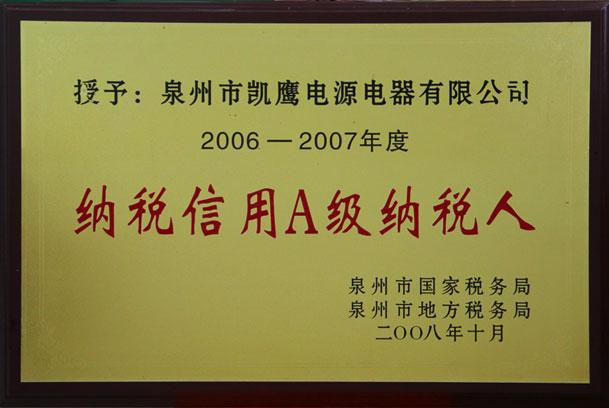 授予：泉州市凯鹰电源电器有限公司
2006—2007年度
纳税信用A级纳税人
泉州市国家税务局
泉州市地方税务局
二〇〇八年十月